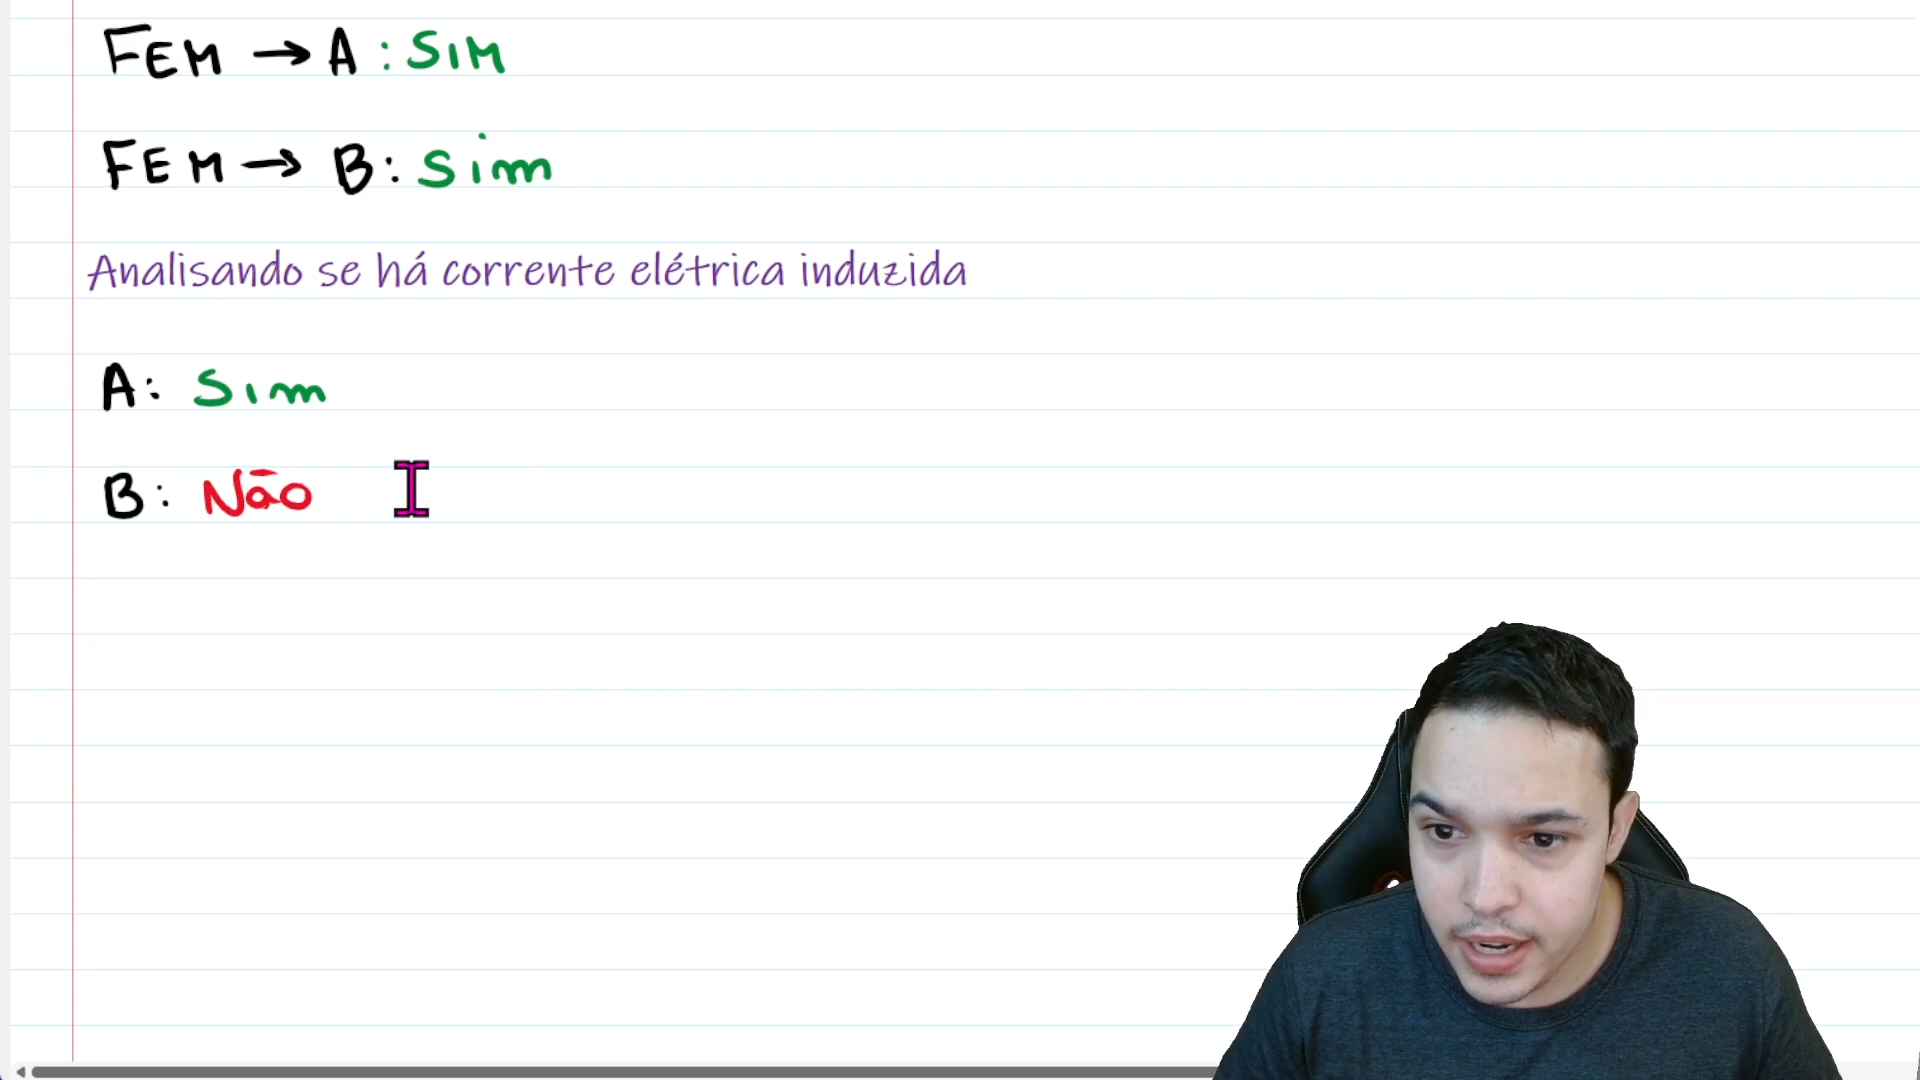 FEM → A : SIM
FEM → B : Sim
Analisando se há corrente elétrica induzida
A : Sim
B : Não